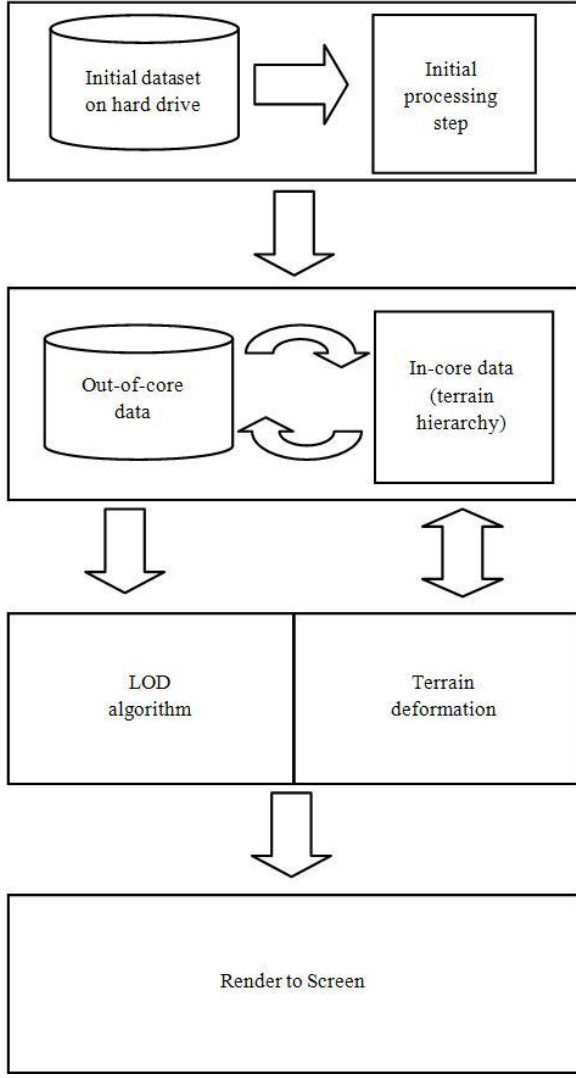 Initial dataset
on hard drive
Initial
processing
step
Out-of-core
data
In-core data
(terrain
hierarchy)
LOD
algorithm
Terrain
deformation
Render to Screen